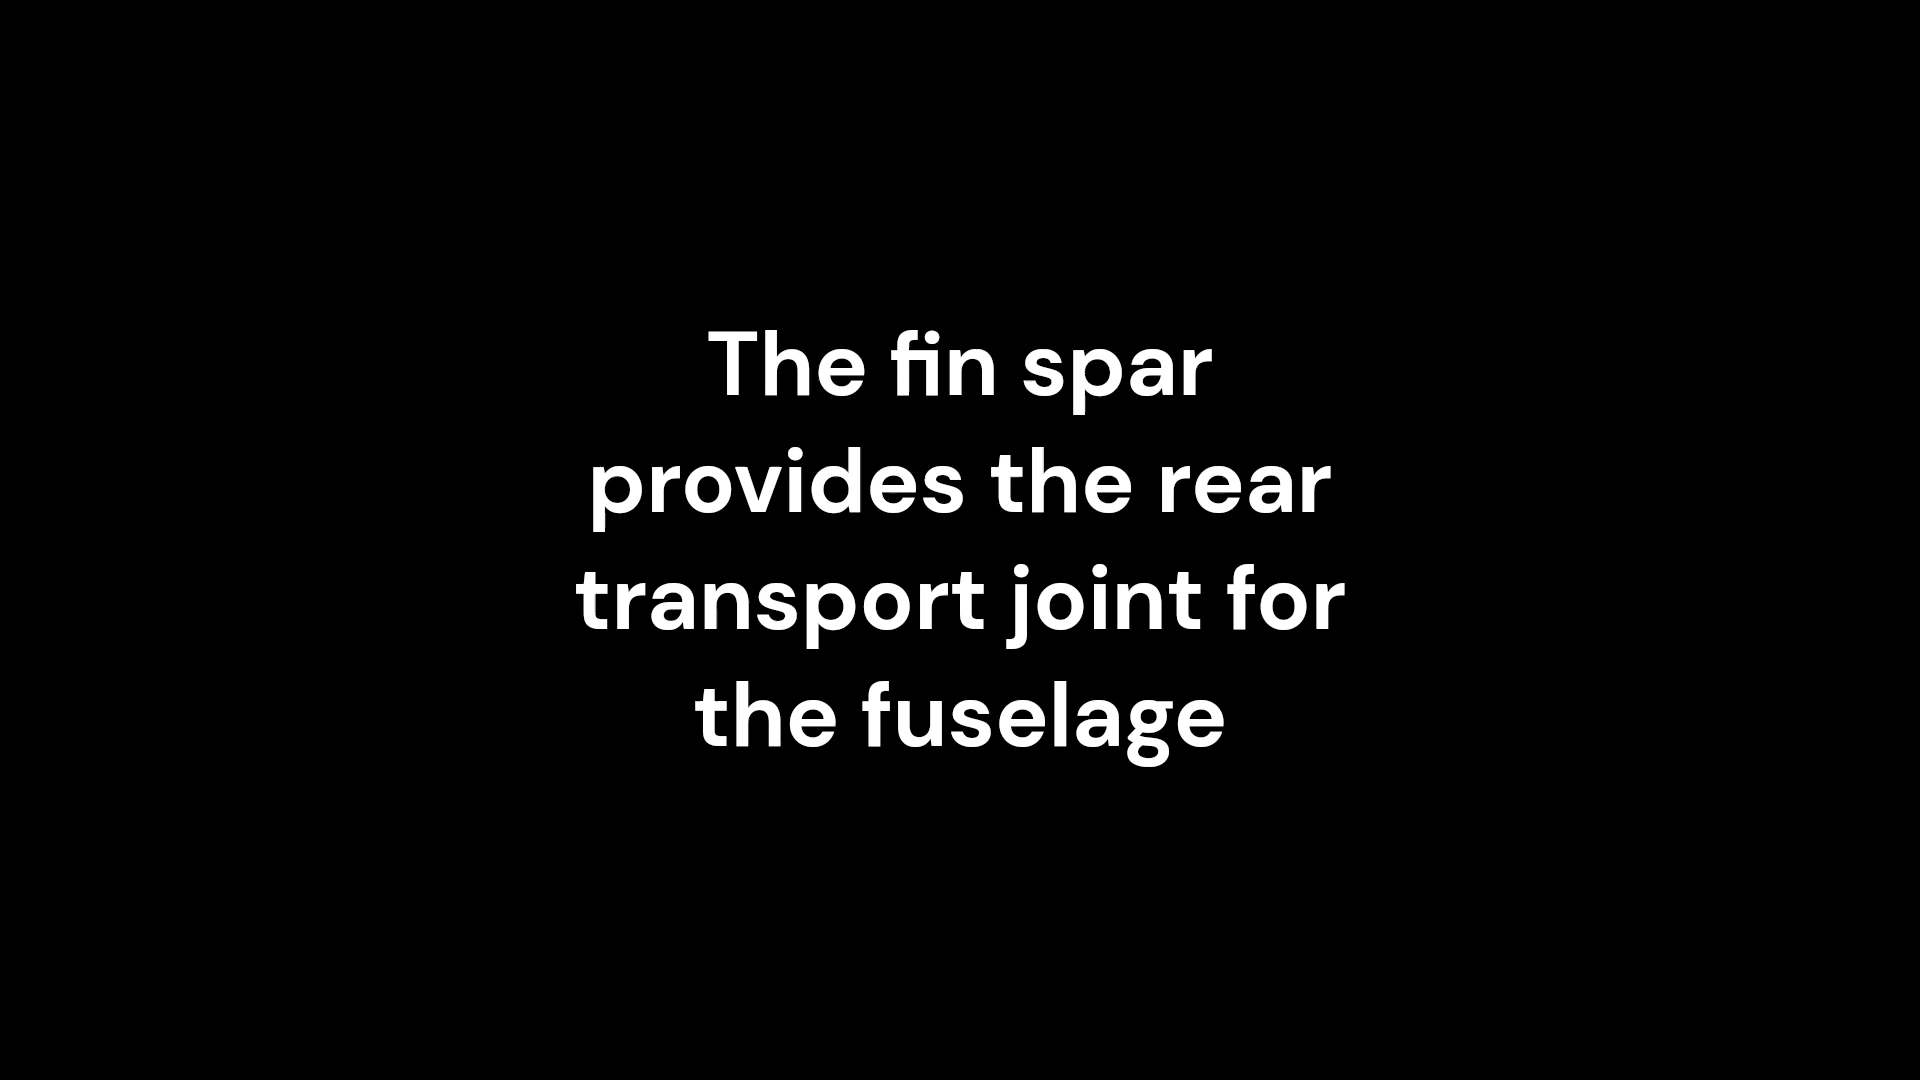 The fin spar
provides the rear
transport joint for
the fuselage